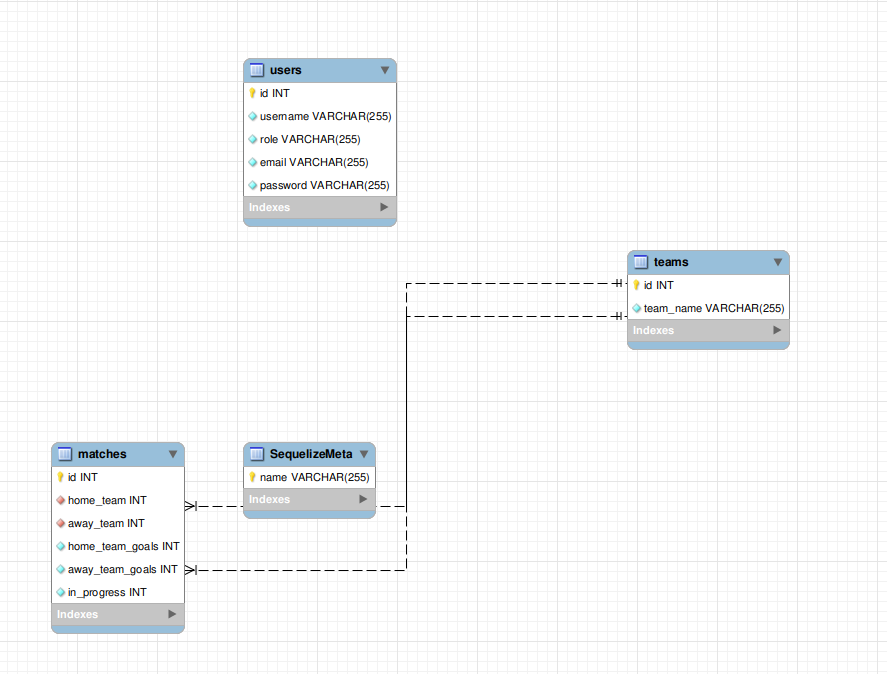 users
id INT
username VARCHAR(255)
role VARCHAR(255)
email VARCHAR(255)
password VARCHAR(255)
Indexes
teams
id INT
team_name VARCHAR(255)
Indexes
matches
id INT
home_team INT
away_team INT
home_team_goals INT
away_team_goals INT
in_progress INT
Indexes
SequelizeMeta
name VARCHAR(255)
Indexes